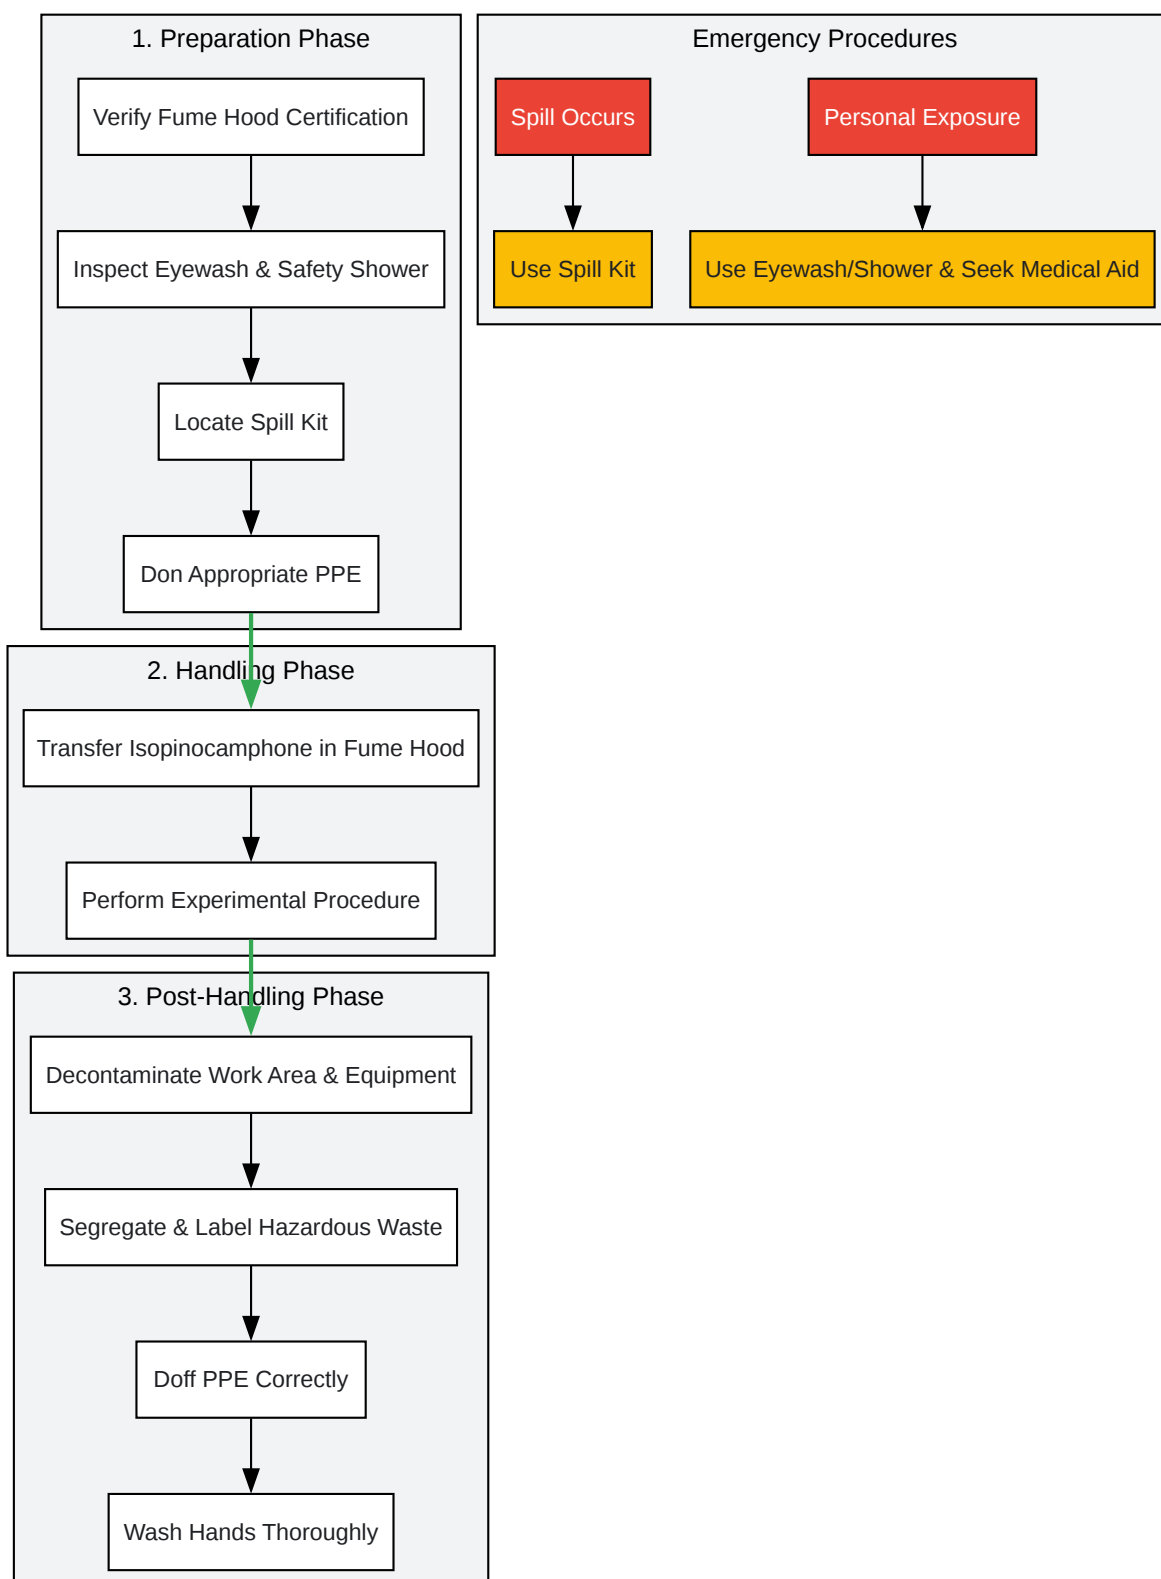 1. Preparation Phase
Verify Fume Hood Certification
Inspect Eyewash & Safety Shower
Locate Spill Kit
Don Appropriate PPE
2. Handling Phase
Transfer Isopinocamphone in Fume Hood
Perform Experimental Procedure
3. Post-Handling Phase
Decontaminate Work Area & Equipment
Segregate & Label Hazardous Waste
Doff PPE Correctly
Wash Hands Thoroughly
Emergency Procedures
Spill Occurs
Use Spill Kit
Personal Exposure
Use Eyewash/Shower & Seek Medical Aid